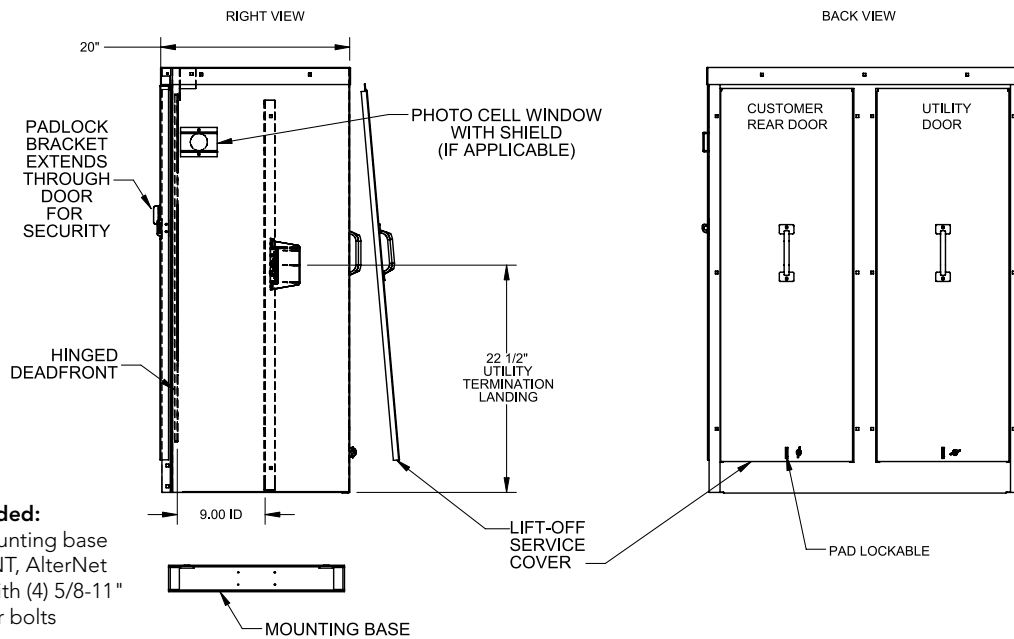 RIGHT VIEW
BACK VIEW
20"
PADLOCK
BRACKET
EXTENDS
THROUGH
DOOR
FOR
SECURITY
PHOTO CELL WINDOW
WITH SHIELD
(IF APPLICABLE)
CUSTOMER
REAR DOOR
UTILITY
DOOR
HINGED
DEADFRONT
22 1/2"
UTILITY
TERMINATION
LANDING
9.00 ID
ded:
unting base
NT, AlterNet
ith (4) 5/8-11"
r bolts
LIFT-OFF
SERVICE
COVER
PAD LOCKABLE
MOUNTING BASE